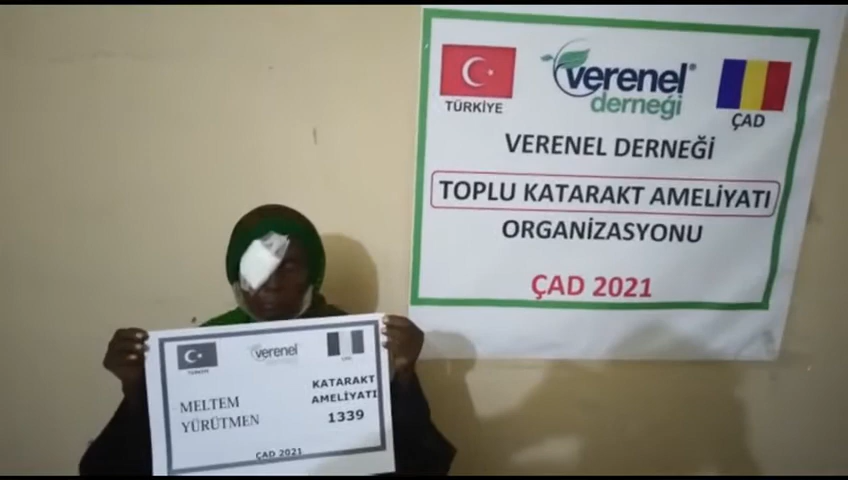 verenel®
derneği
TÜRKİYE
ÇAD
VERENEL DERNEĞİ
TOPLU KATARAKT AMELİYATI
ORGANİZASYONU
ÇAD 2021
verenel
KATARAKT
AMELİYATI
1339
MELTEM
YÜRÜTMEN
ÇAD 2021